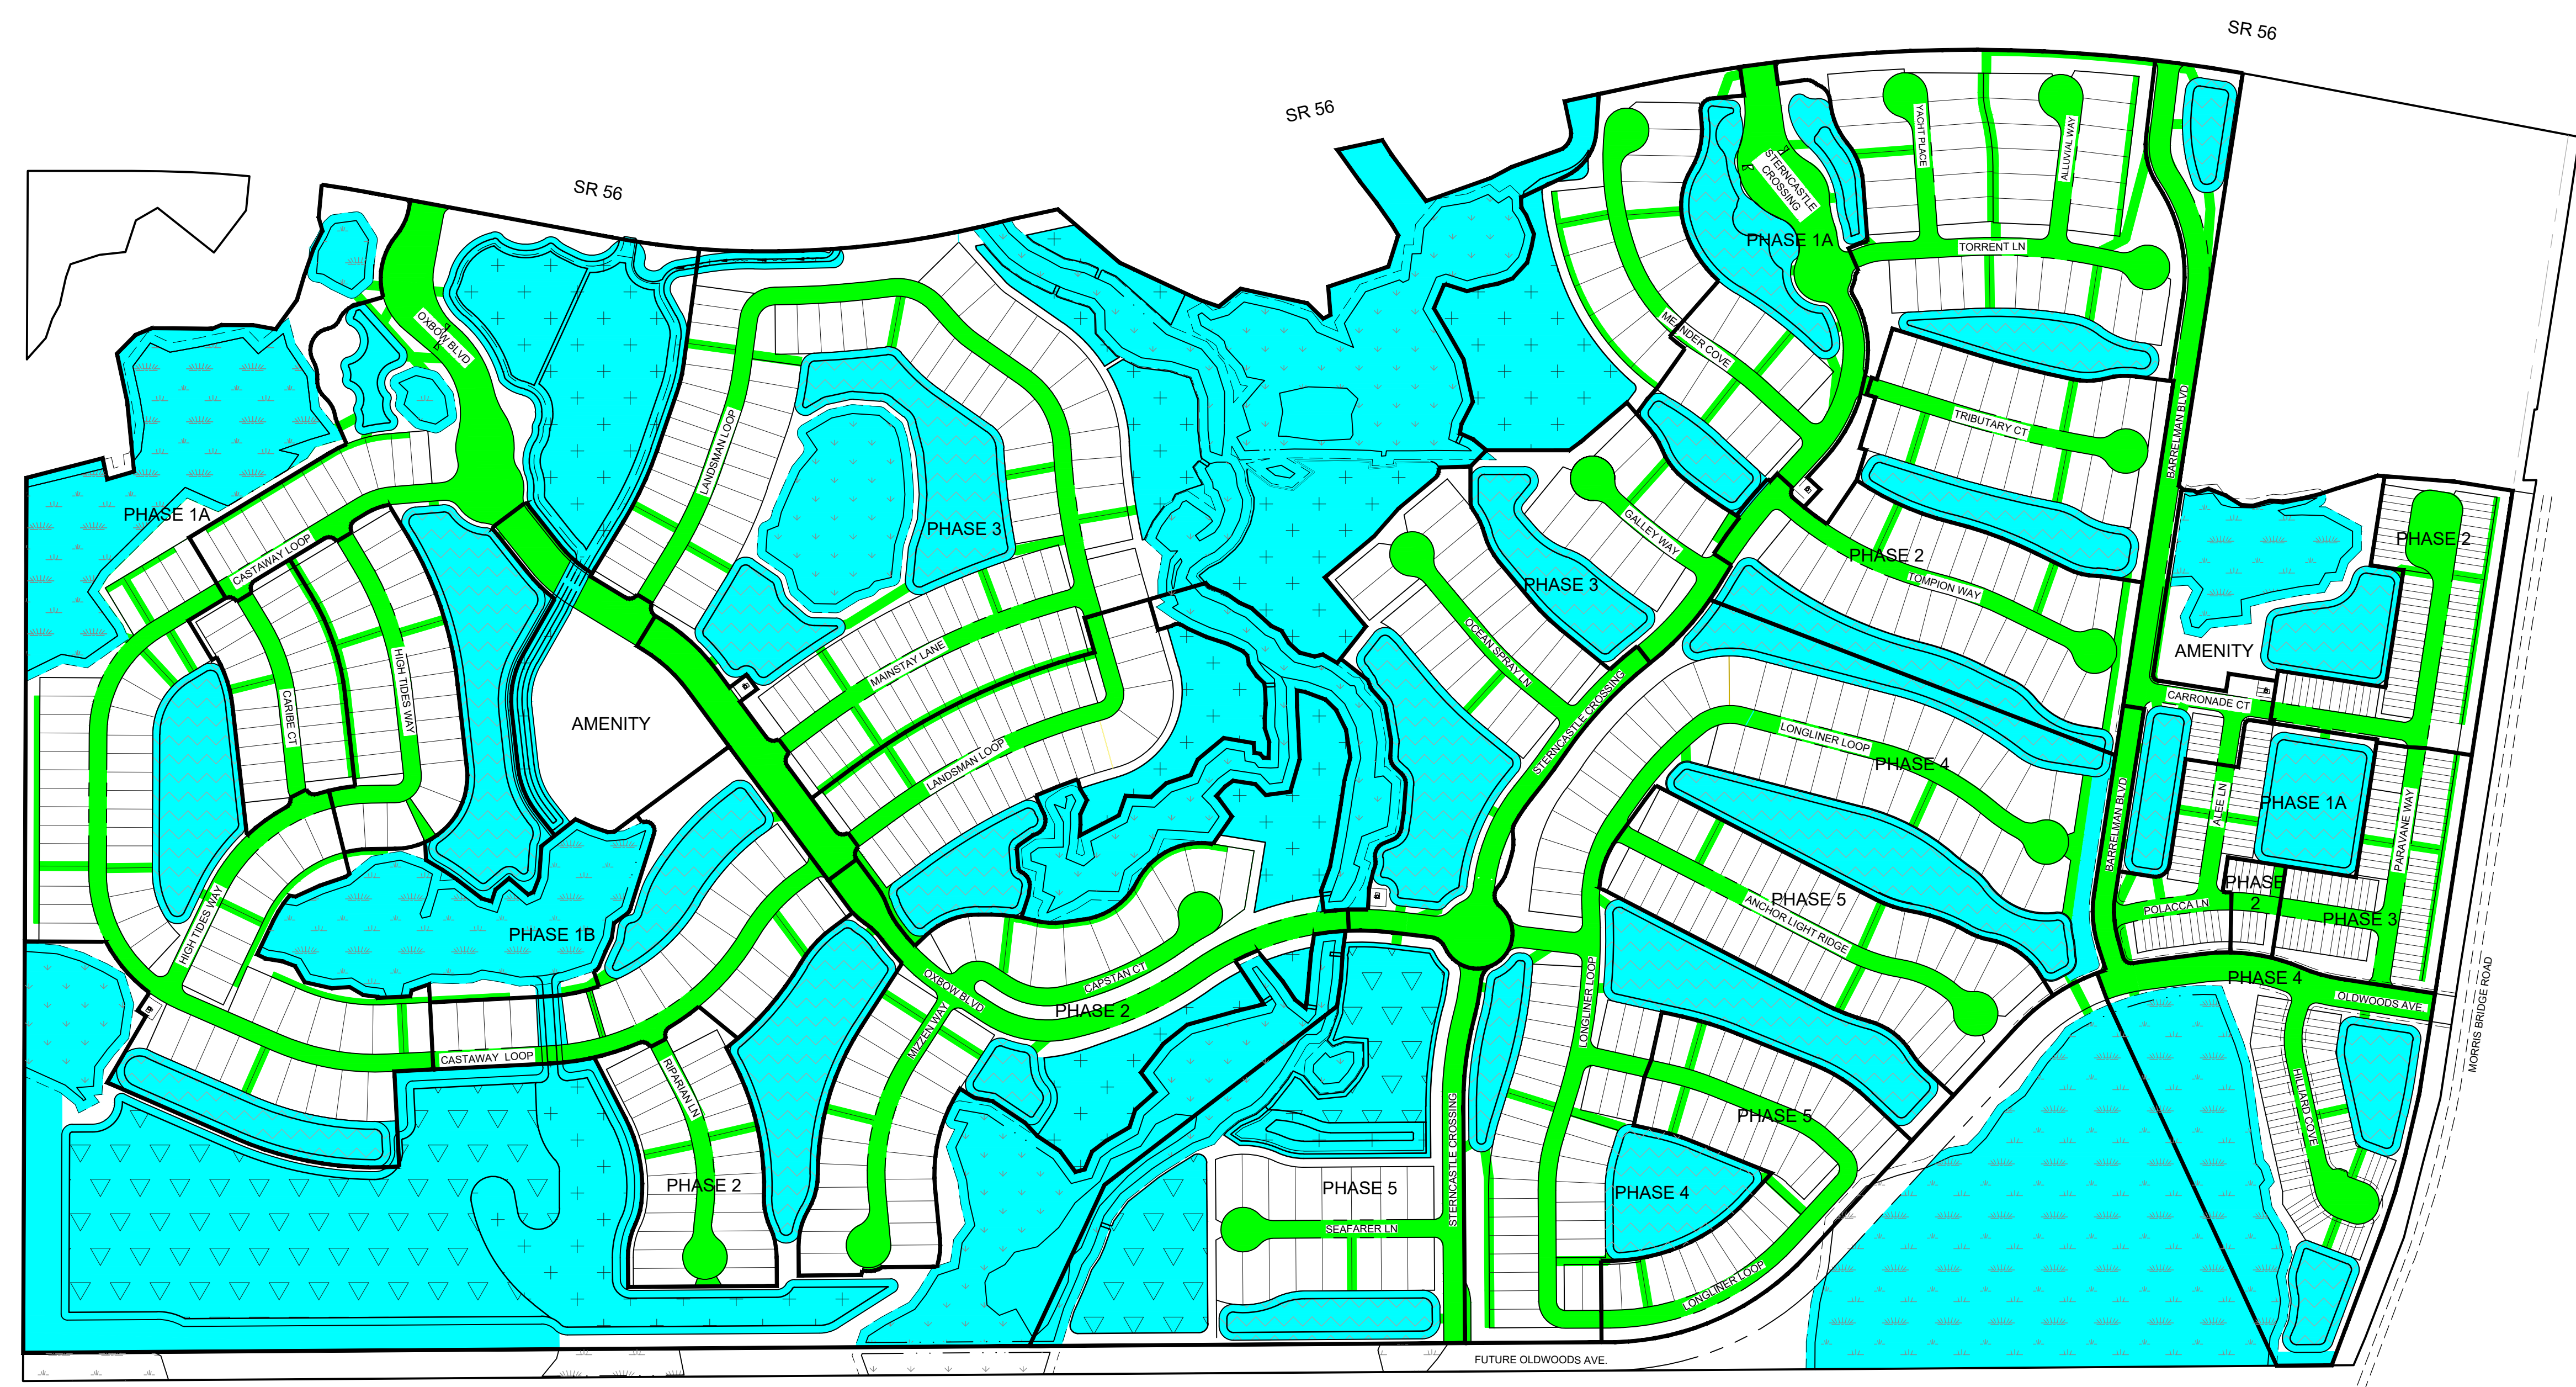 SR 56
SR 56
SR 56
OXBOW BLVD
PHASE 1A
CASTAWAY LOOP
HIGH TIDES WAY
CARIBE CT
LANDSMAN LOOP
PHASE 3
MAINSTAY LANE
LANDSMAN LOOP
AMENITY
PHASE 1B
HIGH TIDES WAY
CASTAWAY LOOP
RIPARIAN LN
PHASE 2
MIZZEN WAY
OXBOW BLVD
CAPSTAN CT
PHASE 2
STERNCASTLE
CROSSING
PHASE 1A
YACHT PLACE
ALLUVIAL WAY
TORRENT LN
MEANDER COVE
TRIBUTARY CT
BARRELMAN BLVD
GALLEY WAY
PHASE 2
TOMPION WAY
PHASE 3
OCEAN SPRAY LN
STERNCASTLE CROSSING
LONGLINER LOOP
PHASE 4
PHASE 5
ANCHOR LIGHT RIDGE
LONGLINER LOOP
PHASE 5
PHASE 4
LONGLINER LOOP
STERNCASTLE CROSSING
PHASE 5
SEAFARER LN
FUTURE OLDWOODS AVE.
PHASE 2
AMENITY
CARRONADE CT
BARRELMAN BLVD
ALEE LN
PHASE 1A
PARAVANE WAY
PHASE
2
POLACCA LN
PHASE 3
PHASE 4
OLDWOODS AVE.
HILLIARD COVE
MORRIS BRIDGE ROAD